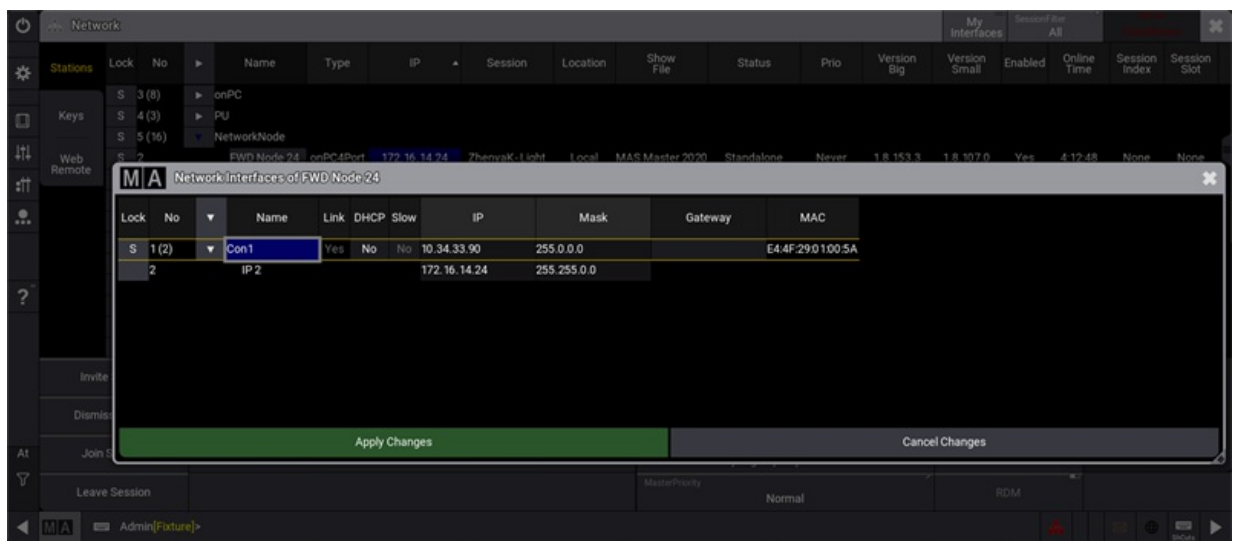 Network
My Interfaces
SessionFilter
All
Stations
Lock No Name Type IP Session Location Show File Status Prio Version Big Version Small Enabled Online Time Session Index Session Slot
S 3 (8) onPC
Keys
S 4 (3) PU
S 5 (16) NetworkNode
Web Remote
S 2 FWD Node 24 onPC4Port 172.16.14.24 ZhenyaK-Light Local MAS Master 2020 Standalone Never 1.8.153.3 1.8.107.0 Yes 4:12:48 None None
MA Network Interfaces of FWD Node 24
Lock No Name Link DHCP Slow IP Mask Gateway MAC
S 1 (2) Con1 Yes No No 10.34.33.90 255.0.0.0 E4:4F:29:01:00:5A
2 IP 2 172.16.14.24 255.255.0.0
?
Invite
Dismiss
Apply Changes
Cancel Changes
At
Join S
MasterPriority
Leave Session
Normal
RDM
MA Admin[Fixture]>
ShCuts